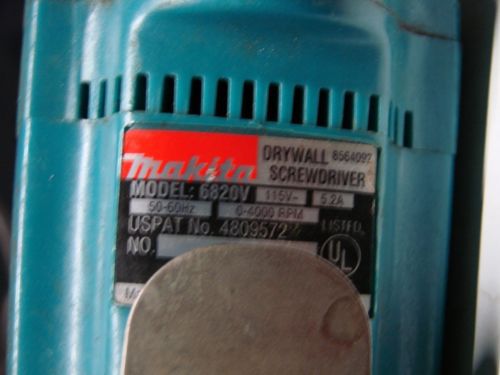 makita DRYWALL 8564092
SCREWDRIVER
MODEL: 6820V 115V~ 5.2A
50-60Hz 0-4000 RPM
USPAT No. 4809572 LISTED
NO. UL